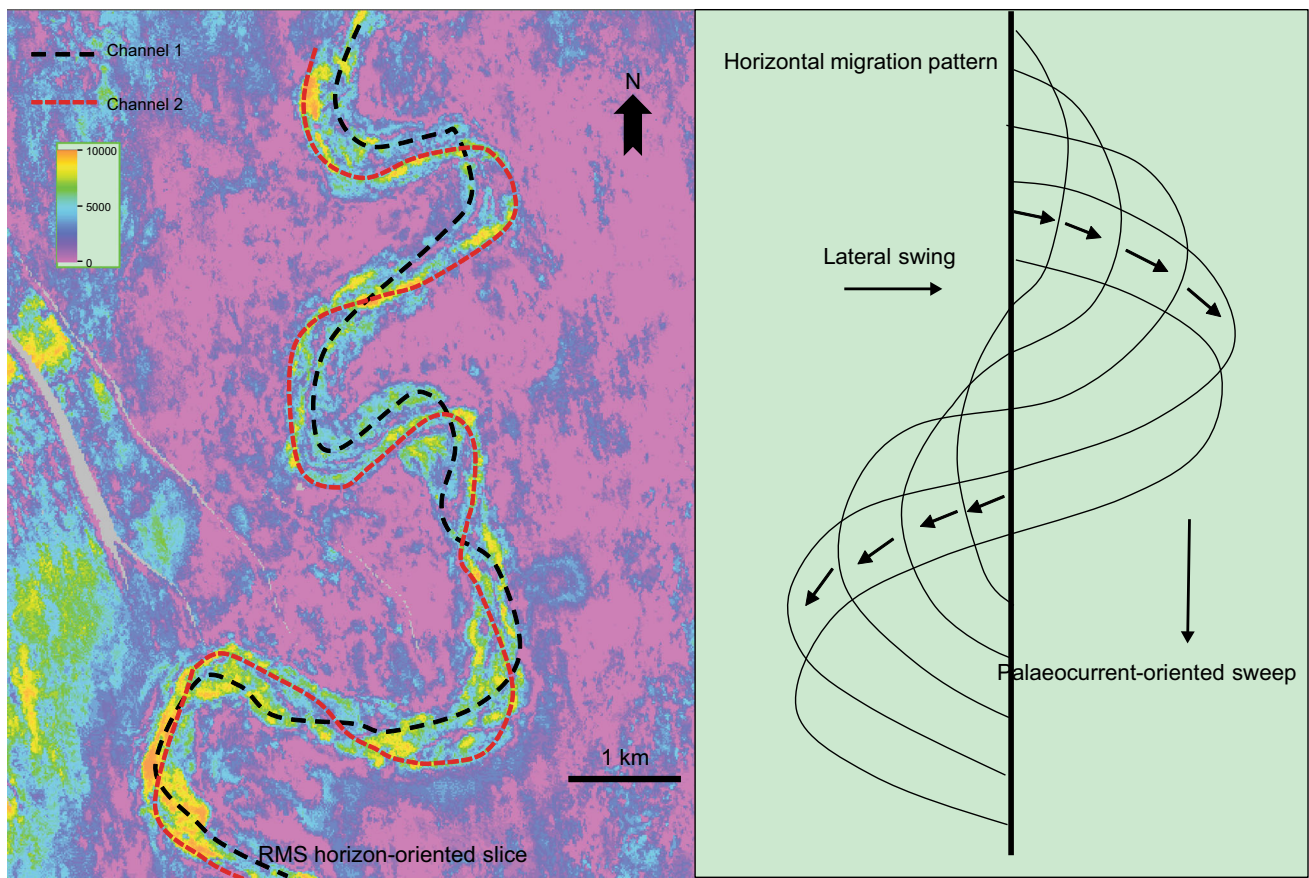 Channel 1
Channel 2
10000
5000
0
N
1 km
RMS horizon-oriented slice
Horizontal migration pattern
Lateral swing
Palaeocurrent-oriented sweep